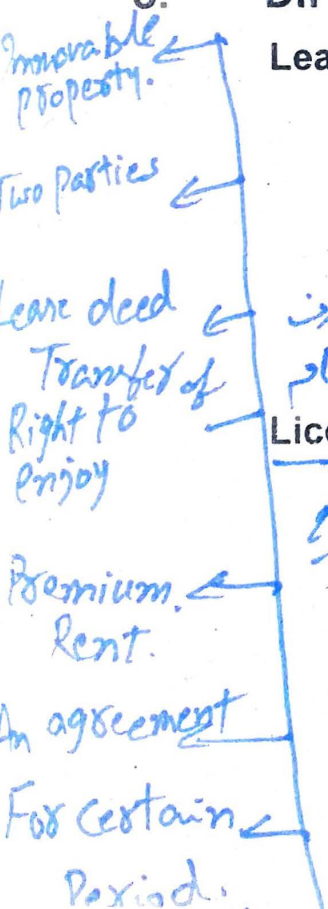 Immovable
property.
Two parties
Lease deed
Transfer of
Right to
enjoy
Premium.
Rent.
An agreement
For certain
Period.
Lea
Lice